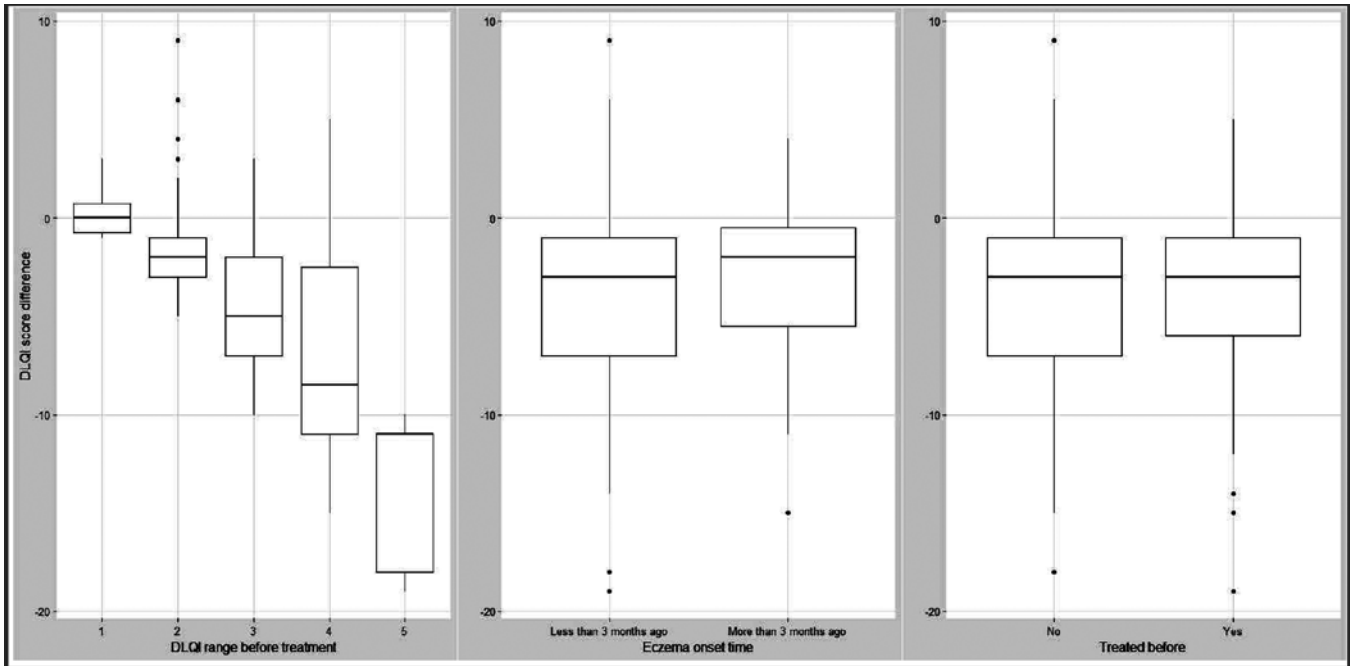 DLQI score difference
10
0
-10
-20
1 2 3 4 5
DLQI range before treatment
10
0
-10
-20
Less than 3 months ago More than 3 months ago
Eczema onset time
10
0
-10
-20
No Yes
Treated before